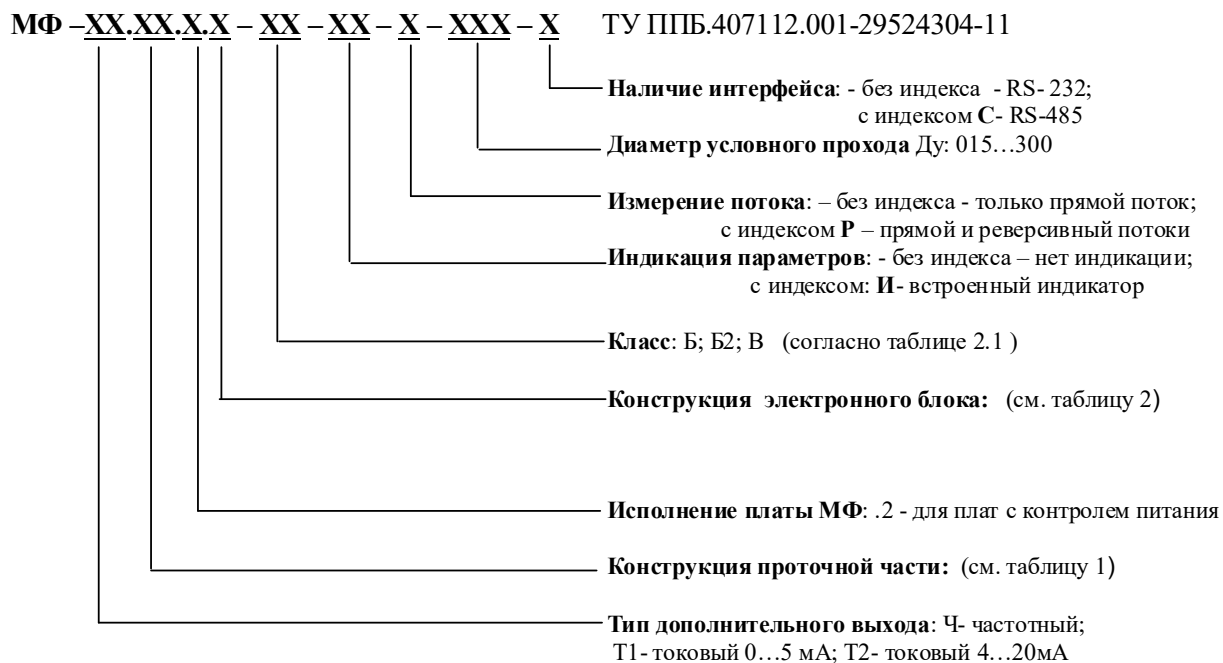 МФ –XX.XX.X.X – XX – XX – X – XXX – X ТУ ППБ.407112.001-29524304-11
Наличие интерфейса: - без индекса - RS- 232;
с индексом С- RS-485
Диаметр условного прохода Ду: 015…300
Измерение потока: – без индекса - только прямой поток;
с индексом Р – прямой и реверсивный потоки
Индикация параметров: - без индекса – нет индикации;
с индексом: И- встроенный индикатор
Класс: Б; Б2; В (согласно таблице 2.1 )
Конструкция электронного блока: (см. таблицу 2)
Исполнение платы МФ: .2 - для плат с контролем питания
Конструкция проточной части: (см. таблицу 1)
Тип дополнительного выхода: Ч- частотный;
Т1- токовый 0…5 мА; Т2- токовый 4…20мА